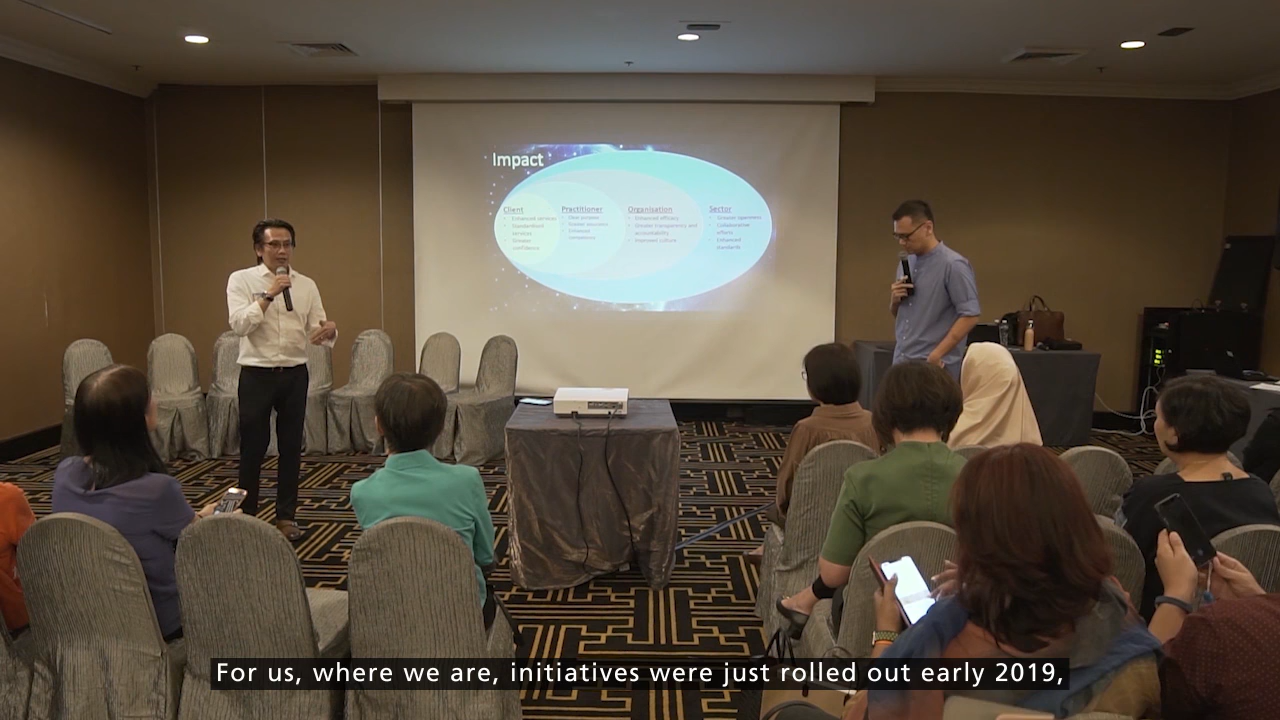 Impact
Client
Enhanced services
Standardised
services
Greater
confidence
Practitioner
Clear purpose
Enhanced
competency
Organisation
Enhanced efficacy
Greater transparency and
accountability
Improved culture
Sector
Greater openness
Collaborative
efforts
Enhanced
standards
For us, where we are, initiatives were just rolled out early 2019,